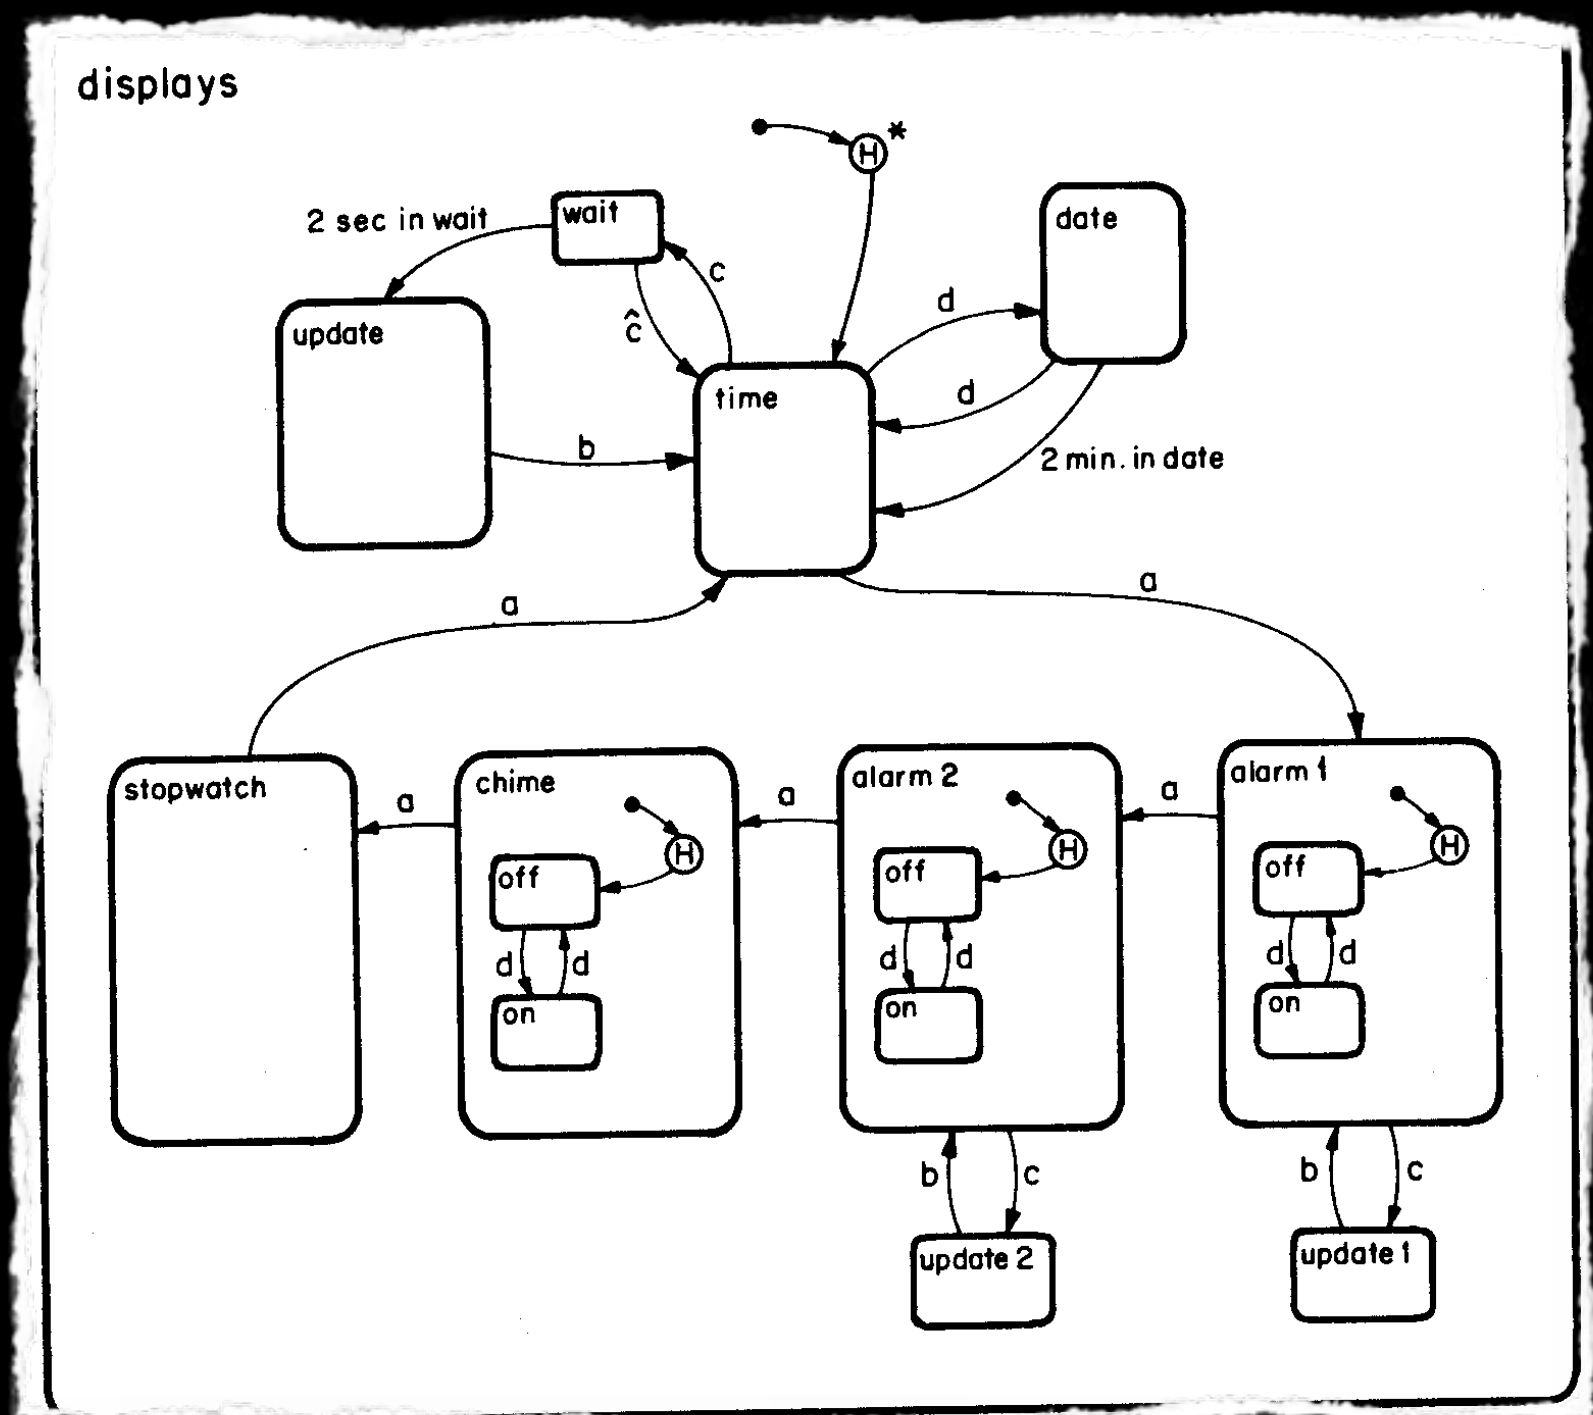 displays
H*
wait
date
2 sec in wait
c
update
ĉ
d
time
d
b
2 min. in date
a
a
stopwatch
chime
alarm 2
alarm 1
a
a
a
H
H
H
off
off
off
d
d
d
d
d
d
on
on
on
b
c
b
c
update 2
update 1